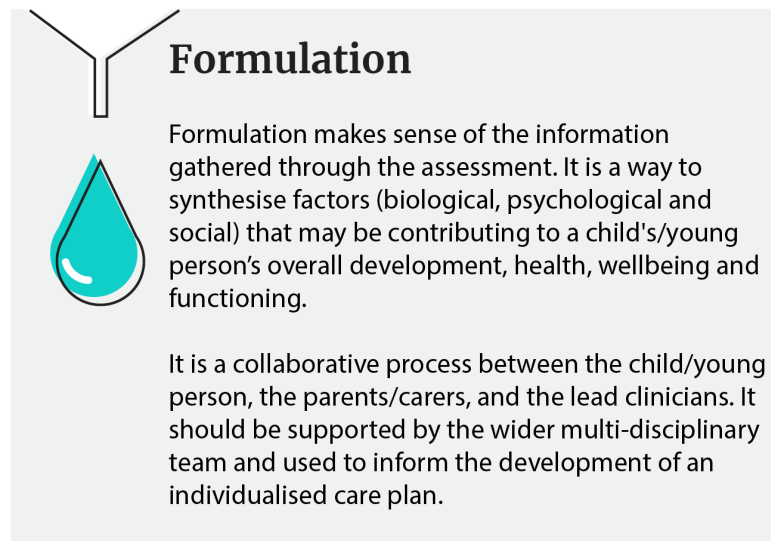 Formulation
Formulation makes sense of the information
gathered through the assessment. It is a way to
synthesise factors (biological, psychological and
social) that may be contributing to a child's/young
person’s overall development, health, wellbeing and
functioning.
It is a collaborative process between the child/young
person, the parents/carers, and the lead clinicians. It
should be supported by the wider multi-disciplinary
team and used to inform the development of an
individualised care plan.